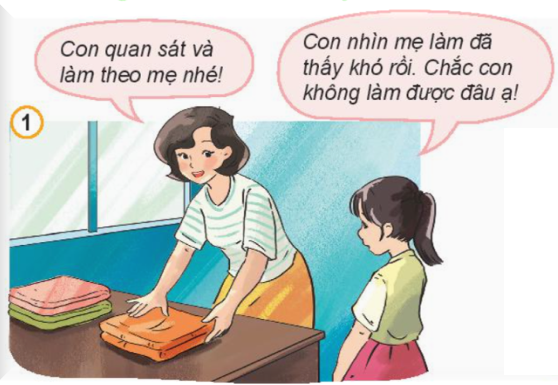 Con quan sát và
làm theo mẹ nhé!
Con nhìn mẹ làm đã
thấy khó rồi. Chắc con
không làm được đâu ạ!
1